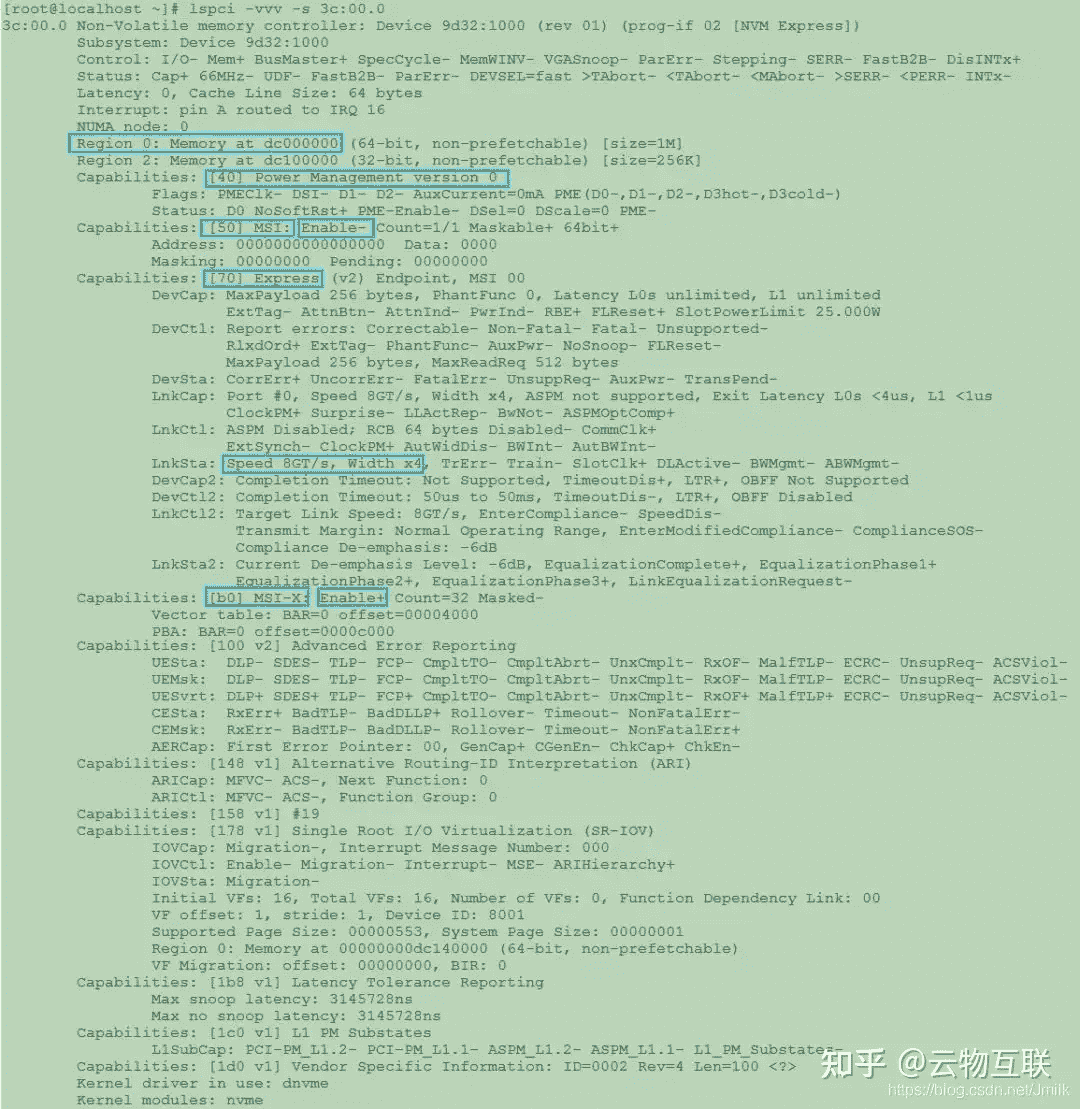 [root@localhost ~]# lspci -vvv -s 3c:00.0
3c:00.0 Non-Volatile memory controller: Device 9d32:1000 (rev 01) (prog-if 02 [NVM Express])
Subsystem: Device 9d32:1000
Control: I/O- Mem+ BusMaster+ SpecCycle- MemWINV- VGASnoop- ParErr- Stepping- SERR- FastB2B- DisINTx+
Status: Cap+ 66MHz- UDF- FastB2B- ParErr- DEVSEL=fast >TAbort- <TAbort- <MAbort- >SERR- <PERR- INTx-
Latency: 0, Cache Line Size: 64 bytes
Interrupt: pin A routed to IRQ 16
NUMA node: 0
Region 0: Memory at dc000000 (64-bit, non-prefetchable) [size=1M]
Region 2: Memory at dc100000 (32-bit, non-prefetchable) [size=256K]
Capabilities: [40] Power Management version 0
Flags: PMEClk- DSI- D1- D2- AuxCurrent=0mA PME(D0-,D1-,D2-,D3hot-,D3cold-)
Status: D0 NoSoftRst+ PME-Enable- DSel=0 DScale=0 PME-
Capabilities: [50] MSI: Enable- Count=1/1 Maskable+ 64bit+
Address: 0000000000000000 Data: 0000
Masking: 00000000 Pending: 00000000
Capabilities: [70] Express (v2) Endpoint, MSI 00
DevCap: MaxPayload 256 bytes, PhantFunc 0, Latency L0s unlimited, L1 unlimited
ExtTag- AttnBtn- AttnInd- PwrInd- RBE+ FLReset+ SlotPowerLimit 25.000W
DevCtl: Report errors: Correctable- Non-Fatal- Fatal- Unsupported-
RlxdOrd+ ExtTag- PhantFunc- AuxPwr- NoSnoop- FLReset-
MaxPayload 256 bytes, MaxReadReq 512 bytes
DevSta: CorrErr+ UncorrErr- FatalErr- UnsuppReq- AuxPwr- TransPend-
LnkCap: Port #0, Speed 8GT/s, Width x4, ASPM not supported, Exit Latency L0s <4us, L1 <1us
ClockPM+ Surprise- LLActRep- BwNot- ASPMOptComp+
LnkCtl: ASPM Disabled; RCB 64 bytes Disabled- CommClk+
ExtSynch- ClockPM+ AutWidDis- BWInt- AutBWInt-
LnkSta: Speed 8GT/s, Width x4, TrErr- Train- SlotClk+ DLActive- BWMgmt- ABWMgmt-
DevCap2: Completion Timeout: Not Supported, TimeoutDis+, LTR+, OBFF Not Supported
DevCtl2: Completion Timeout: 50us to 50ms, TimeoutDis-, LTR+, OBFF Disabled
LnkCtl2: Target Link Speed: 8GT/s, EnterCompliance- SpeedDis-
Transmit Margin: Normal Operating Range, EnterModifiedCompliance- ComplianceSOS-
Compliance De-emphasis: -6dB
LnkSta2: Current De-emphasis Level: -6dB, EqualizationComplete+, EqualizationPhase1+
EqualizationPhase2+, EqualizationPhase3+, LinkEqualizationRequest-
Capabilities: [b0] MSI-X: Enable+ Count=32 Masked-
Vector table: BAR=0 offset=00004000
PBA: BAR=0 offset=0000c000
Capabilities: [100 v2] Advanced Error Reporting
UESta: DLP- SDES- TLP- FCP- CmpltTO- CmpltAbrt- UnxCmplt- RxOF- MalfTLP- ECRC- UnsupReq- ACSViol-
UEMsk: DLP- SDES- TLP- FCP- CmpltTO- CmpltAbrt- UnxCmplt- RxOF- MalfTLP- ECRC- UnsupReq- ACSViol-
UESvrt: DLP+ SDES+ TLP- FCP+ CmpltTO- CmpltAbrt- UnxCmplt- RxOF+ MalfTLP+ ECRC- UnsupReq- ACSViol-
CESta: RxErr+ BadTLP- BadDLLP+ Rollover- Timeout- NonFatalErr-
CEMsk: RxErr- BadTLP- BadDLLP- Rollover- Timeout- NonFatalErr+
AERCap: First Error Pointer: 00, GenCap+ CGenEn- ChkCap+ ChkEn-
Capabilities: [148 v1] Alternative Routing-ID Interpretation (ARI)
ARICap: MFVC- ACS-, Next Function: 0
ARICtl: MFVC- ACS-, Function Group: 0
Capabilities: [158 v1] #19
Capabilities: [178 v1] Single Root I/O Virtualization (SR-IOV)
IOVCap: Migration-, Interrupt Message Number: 000
IOVCtl: Enable- Migration- Interrupt- MSE- ARIHierarchy+
IOVSta: Migration-
Initial VFs: 16, Total VFs: 16, Number of VFs: 0, Function Dependency Link: 00
VF offset: 1, stride: 1, Device ID: 8001
Supported Page Size: 00000553, System Page Size: 00000001
Region 0: Memory at 00000000dc140000 (64-bit, non-prefetchable)
VF Migration: offset: 00000000, BIR: 0
Capabilities: [1b8 v1] Latency Tolerance Reporting
Max snoop latency: 3145728ns
Max no snoop latency: 3145728ns
Capabilities: [1c0 v1] L1 PM Substates
L1SubCap: PCI-PM_L1.2- PCI-PM_L1.1- ASPM_L1.2- ASPM_L1.1- L1_PM_Substates-
Capabilities: [1d0 v1] Vendor Specific Information: ID=0002 Rev=4 Len=100 <?>
Kernel driver in use: dnvme
Kernel modules: nvme
知乎 @云物互联
https://blog.csdn.net/Jmilk